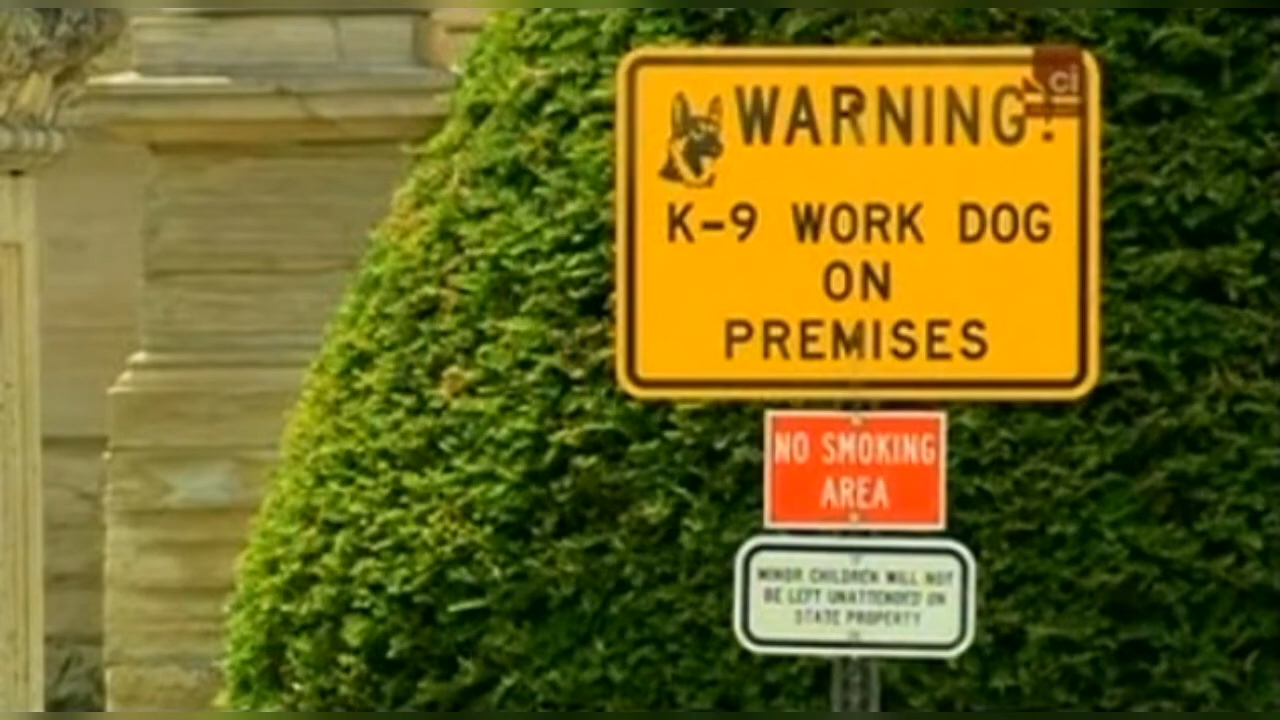 ci
WARNING!
K-9 WORK DOG
ON
PREMISES
NO SMOKING
AREA
MINOR CHILDREN WILL NOT
BE LEFT UNATTENDED ON
STATE PROPERTY